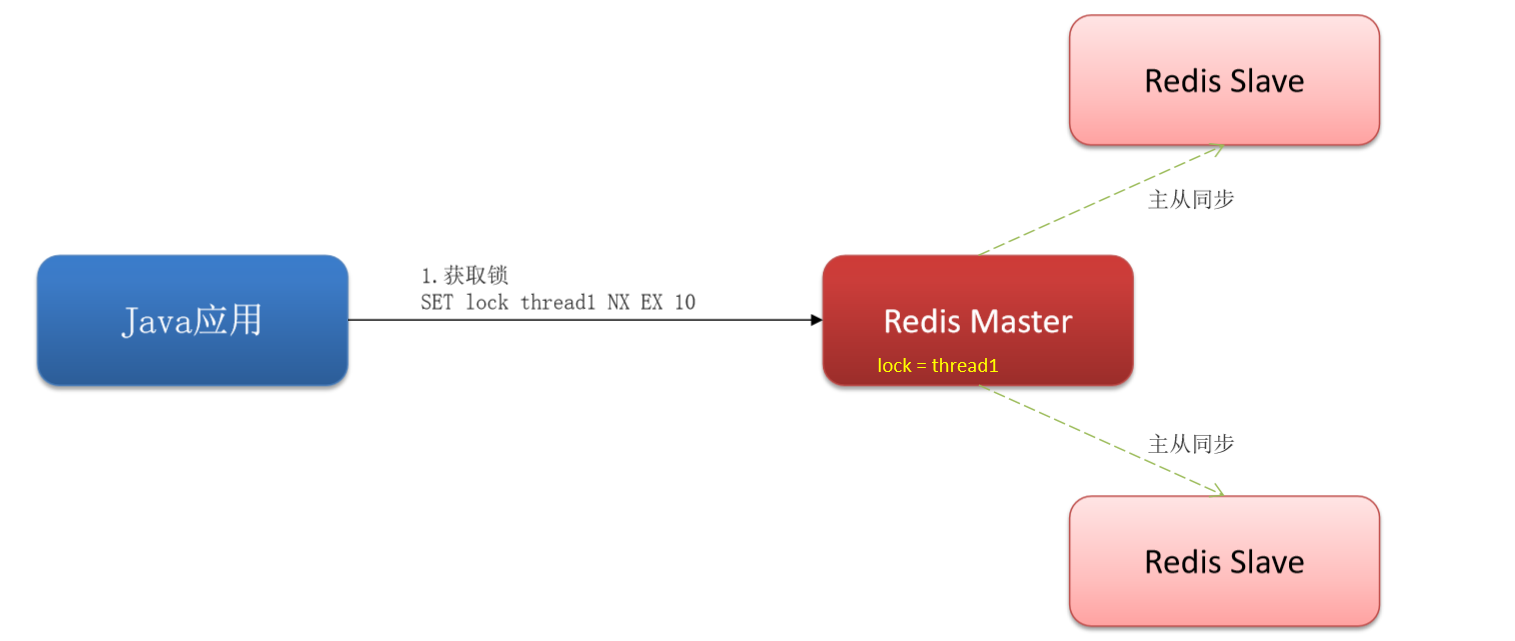 Redis Slave
主从同步
1.获取锁
SET lock thread1 NX EX 10
Java应用
Redis Master
lock = thread1
主从同步
Redis Slave